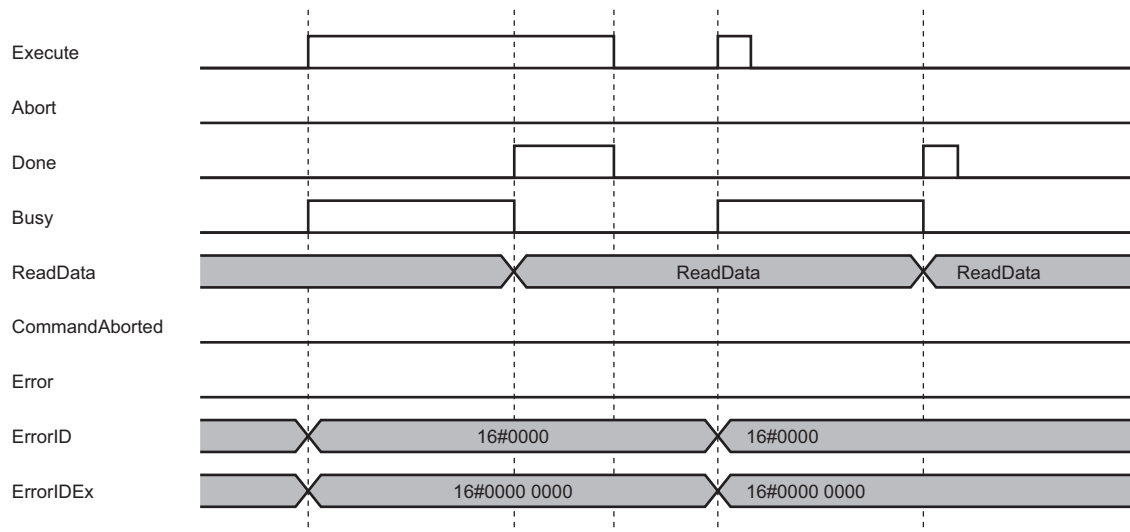 Execute
Abort
Done
Busy
ReadData ReadData ReadData
CommandAborted
Error
ErrorID 16#0000 16#0000
ErrorIDEx 16#0000 0000 16#0000 0000